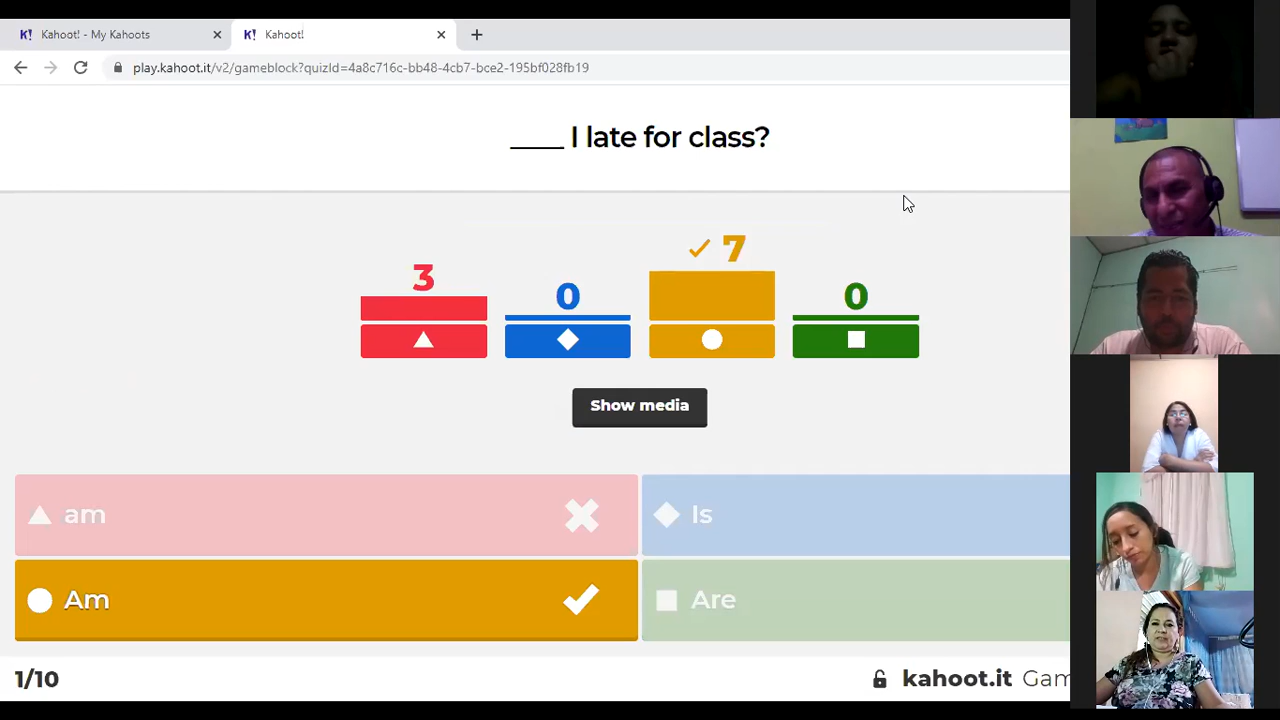 K! Kahoot! - My Kahoots
K! Kahoot!
play.kahoot.it/v2/gameblock?quizId=4a8c716c-bb48-4cb7-bce2-195bf028fb19
____ I late for class?
3
0
7
0
Show media
am
Is
Am
Are
1/10
kahoot.it Gam